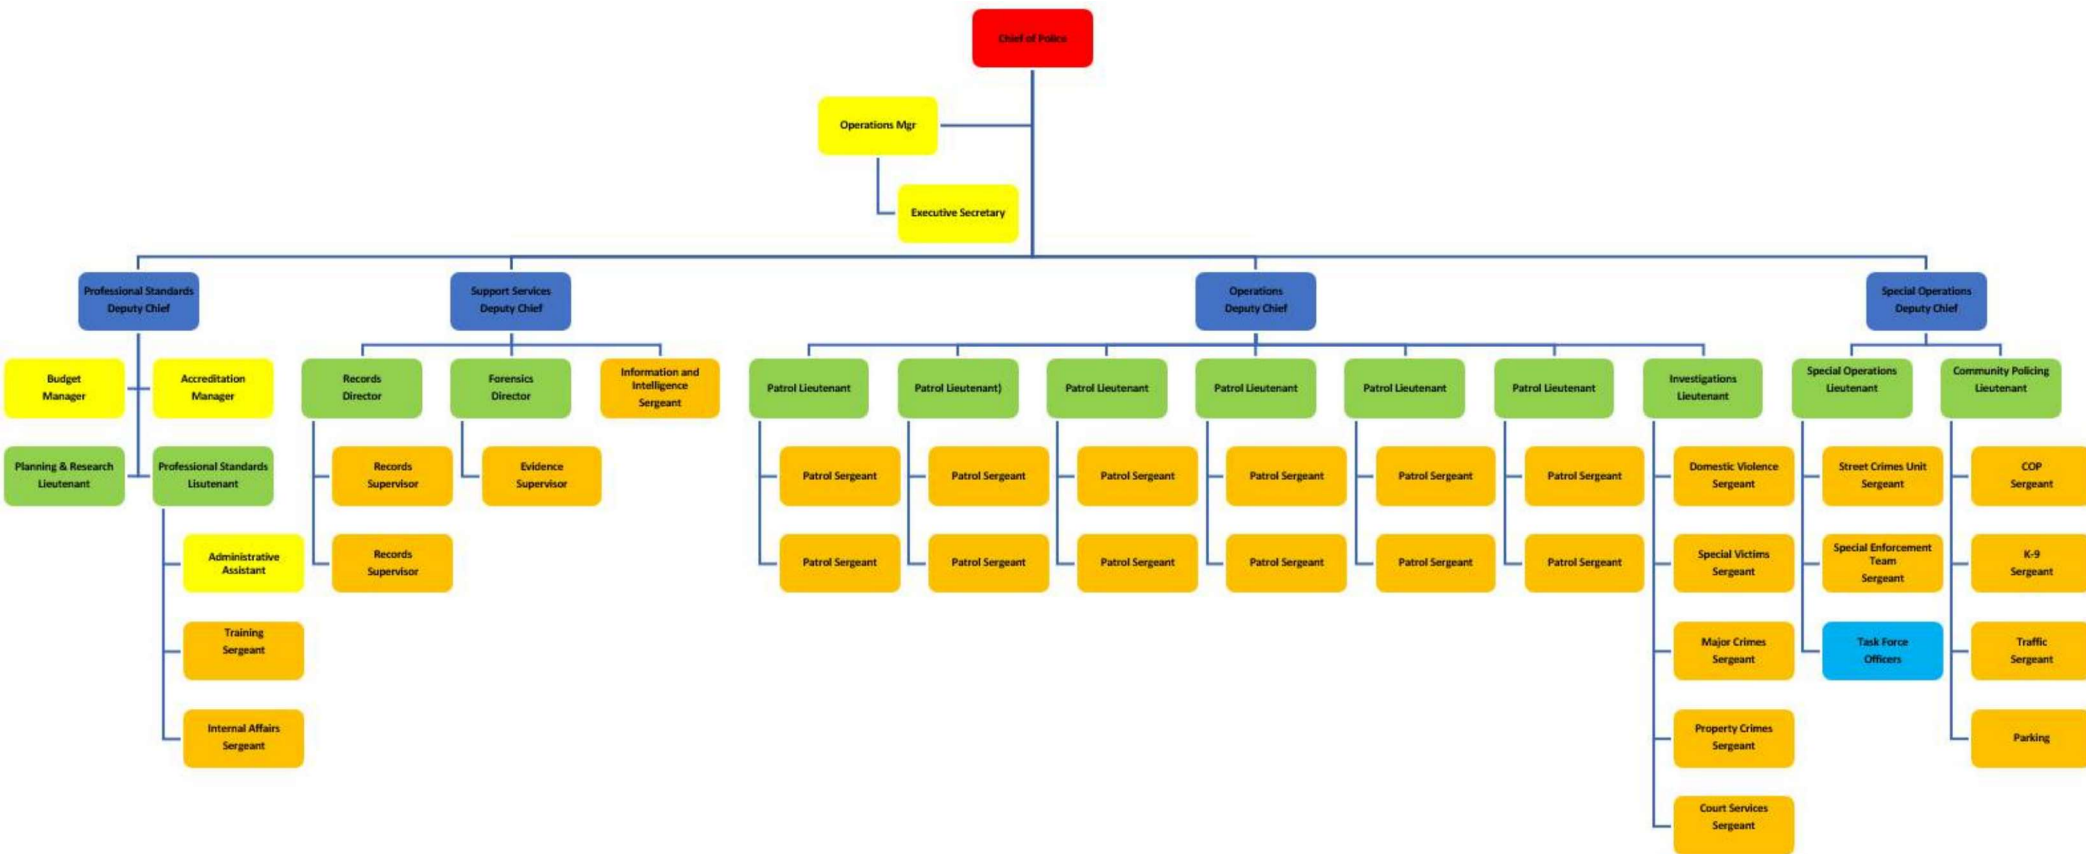 Chief of Police
Operations Mgr
Executive Secretary
Professional Standards
Deputy Chief
Support Services
Deputy Chief
Operations
Deputy Chief
Special Operations
Deputy Chief
Budget
Manager
Accreditation
Manager
Records
Director
Forensics
Director
Information and
Intelligence
Sergeant
Patrol Lieutenant
Patrol Lieutenant)
Patrol Lieutenant
Patrol Lieutenant
Patrol Lieutenant
Patrol Lieutenant
Investigations
Lieutenant
Special Operations
Lieutenant
Community Policing
Lieutenant
Planning & Research
Lieutenant
Professional Standards
Lisutenant
Records
Supervisor
Evidence
Supervisor
Patrol Sergeant
Patrol Sergeant
Patrol Sergeant
Patrol Sergeant
Patrol Sergeant
Patrol Sergeant
Domestic Violence
Sergeant
Street Crimes Unit
Sergeant
COP
Sergeant
Administrative
Assistant
Records
Supervisor
Patrol Sergeant
Patrol Sergeant
Patrol Sergeant
Patrol Sergeant
Patrol Sergeant
Patrol Sergeant
Special Victims
Sergeant
Special Enforcement
Team
Sergeant
K-9
Sergeant
Training
Sergeant
Major Crimes
Sergeant
Task Force
Officers
Traffic
Sergeant
Internal Affairs
Sergeant
Property Crimes
Sergeant
Parking
Court Services
Sergeant